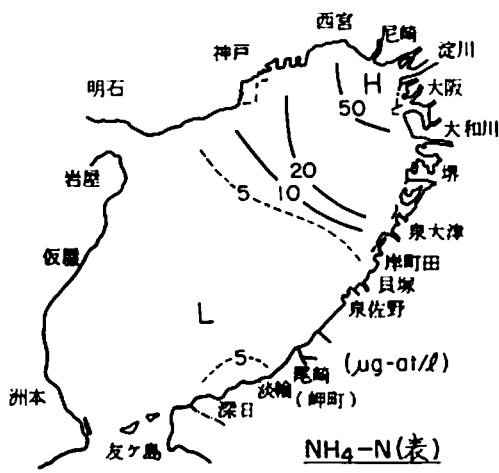 西宮
尼崎
神戸
淀川
明石
H
大阪
50
大和川
岩屋
20
堺
5
10
泉大津
仮屋
岸町田
貝塚
泉佐野
L
5
尾崎
(μg-at/l)
洲本
淡輪
(岬町)
深日
友ケ島
NH4-N(表)